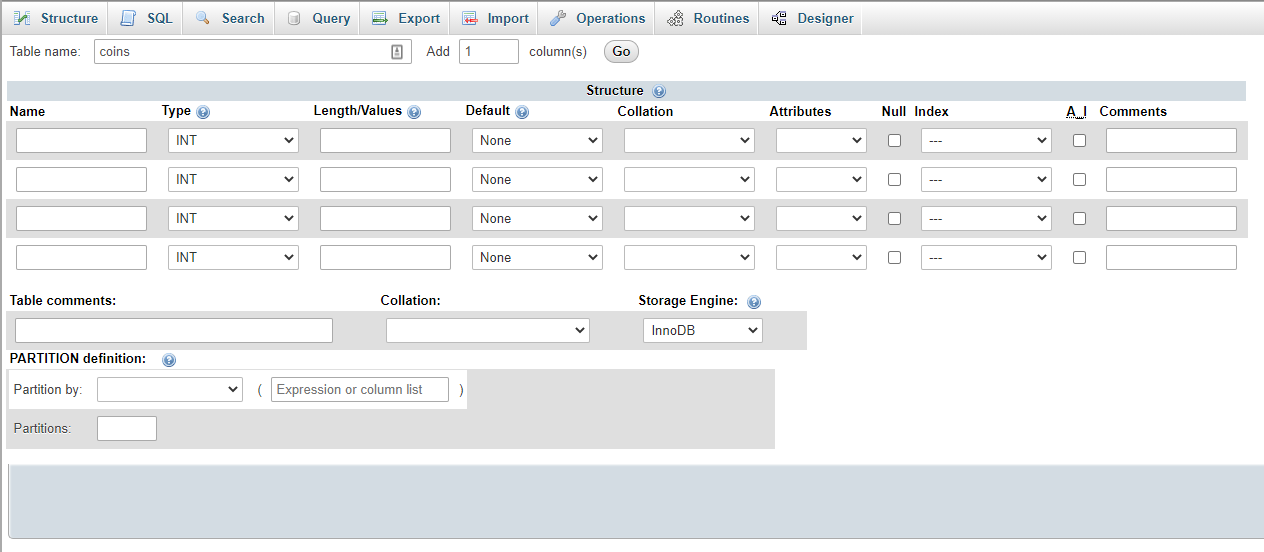 Structure SQL Search Query Export Import Operations Routines Designer
Table name: coins Add 1 column(s) Go
Structure
Name Type Length/Values Default Collation Attributes Null Index A_I Comments
INT None ---
INT None ---
INT None ---
INT None ---
Table comments: Collation: Storage Engine:
InnoDB
PARTITION definition:
Partition by: ( Expression or column list )
Partitions: